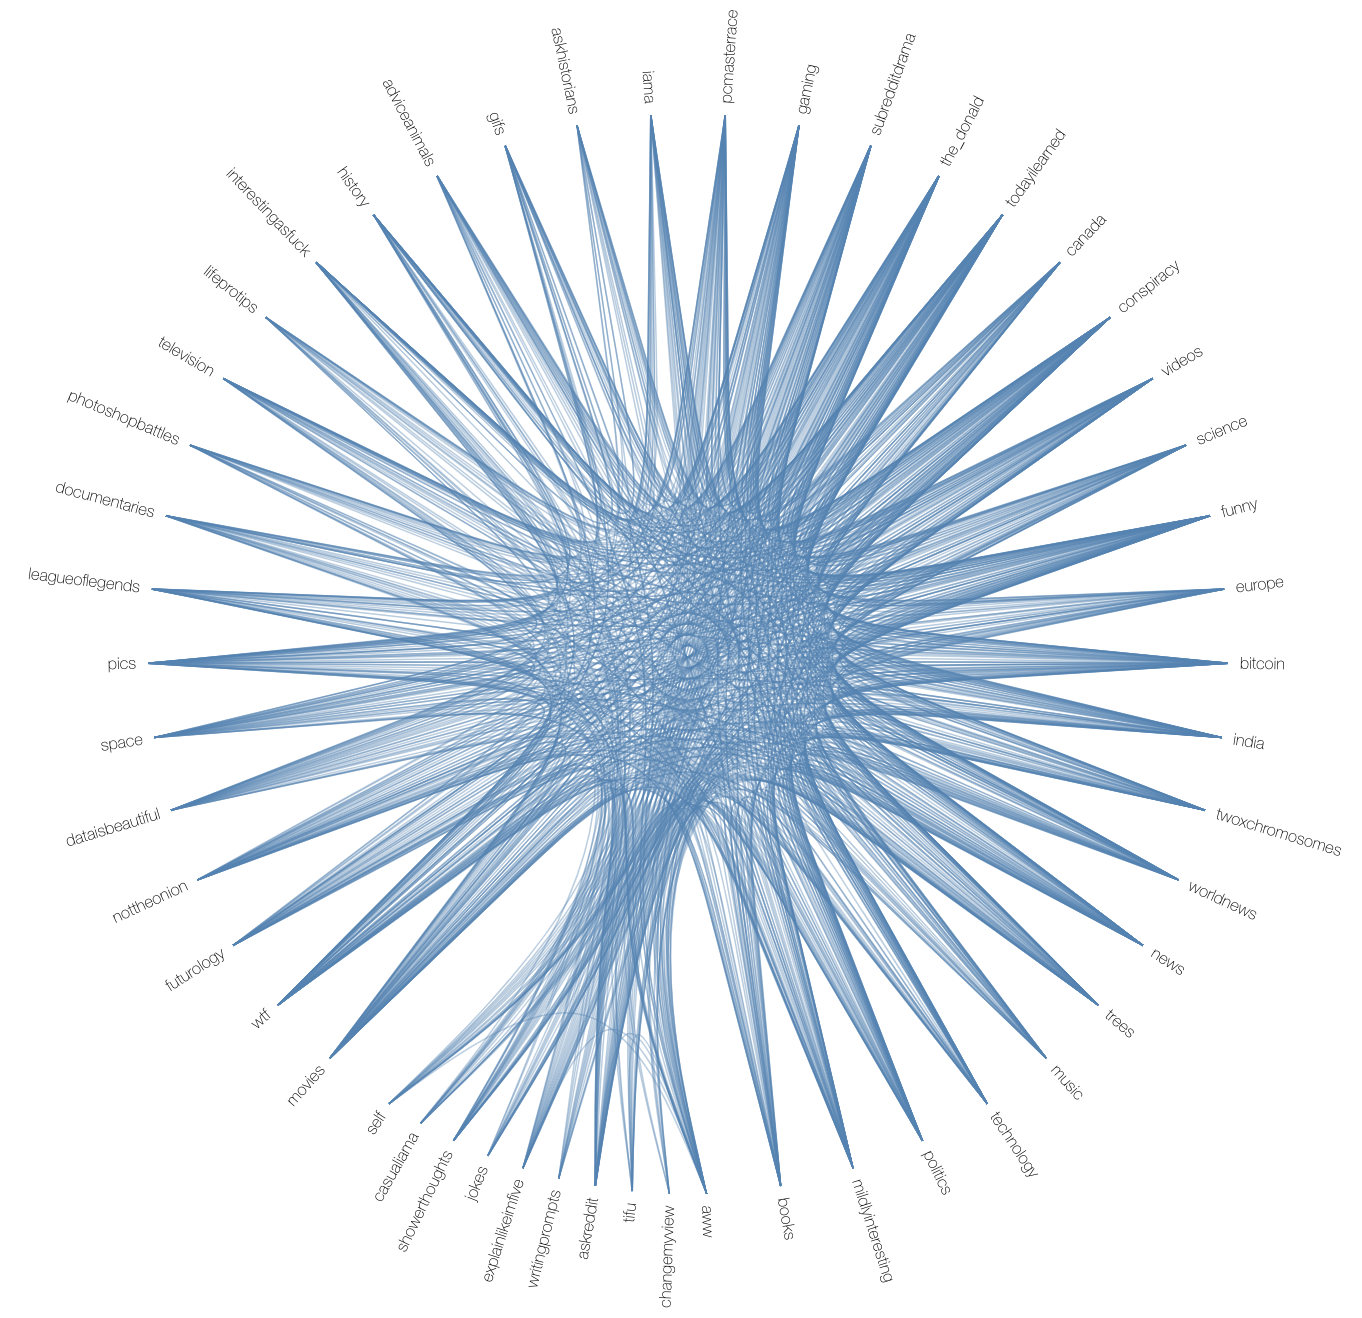 pcmasterrace
gaming
subredditdrama
the_donald
todayilearned
canada
conspiracy
videos
science
funny
europe
bitcoin
india
twoxchromosomes
worldnews
news
trees
music
technology
politics
mildlyinteresting
books
aww
changemyview
tifu
askreddit
writingprompts
explainlikeimfive
jokes
showerthoughts
casualiama
self
movies
wtf
futurology
nottheonion
dataisbeautiful
space
pics
leagueoflegends
documentaries
photoshopbattles
television
lifeprotips
interestingasfuck
history
adviceanimals
gifs
askhistorians
iama